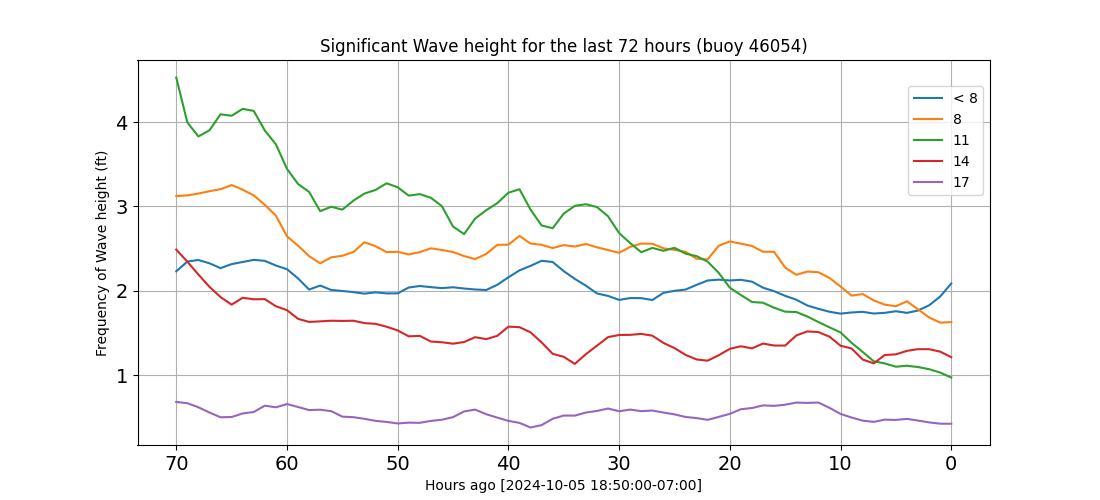 Significant Wave height for the last 72 hours (buoy 46054)
Frequency of Wave height (ft)
4
3
2
1
< 8
8
11
14
17
70 60 50 40 30 20 10 0
Hours ago [2024-10-05 18:50:00-07:00]